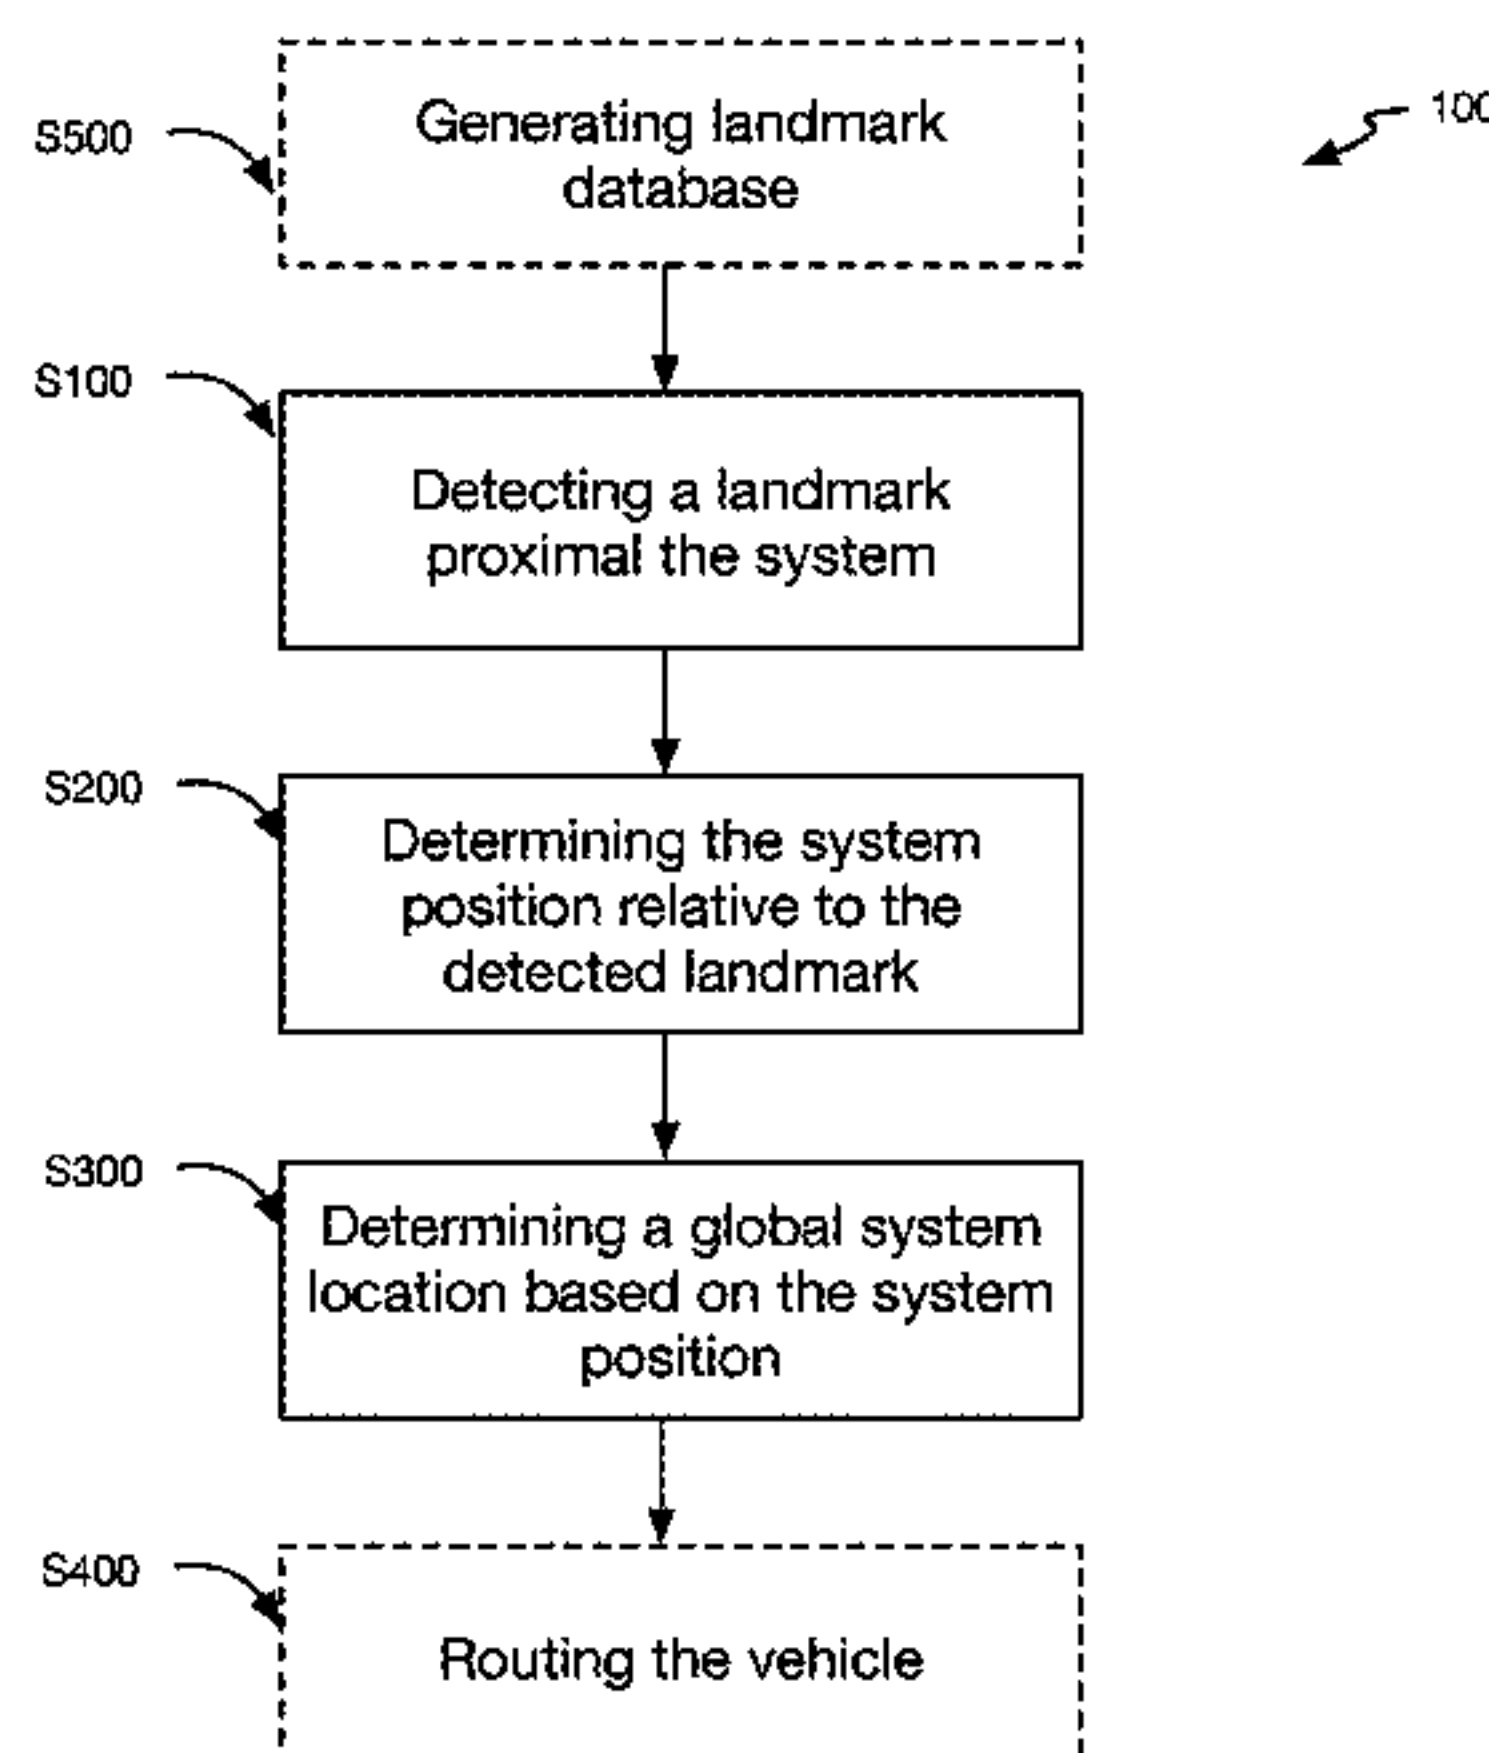 Generating landmark
database
S500
100
S100
Detecting a landmark
proximal the system
S200
Determining the system
position relative to the
detected landmark
S300
Determining a global system
location based on the system
position
S400
Routing the vehicle